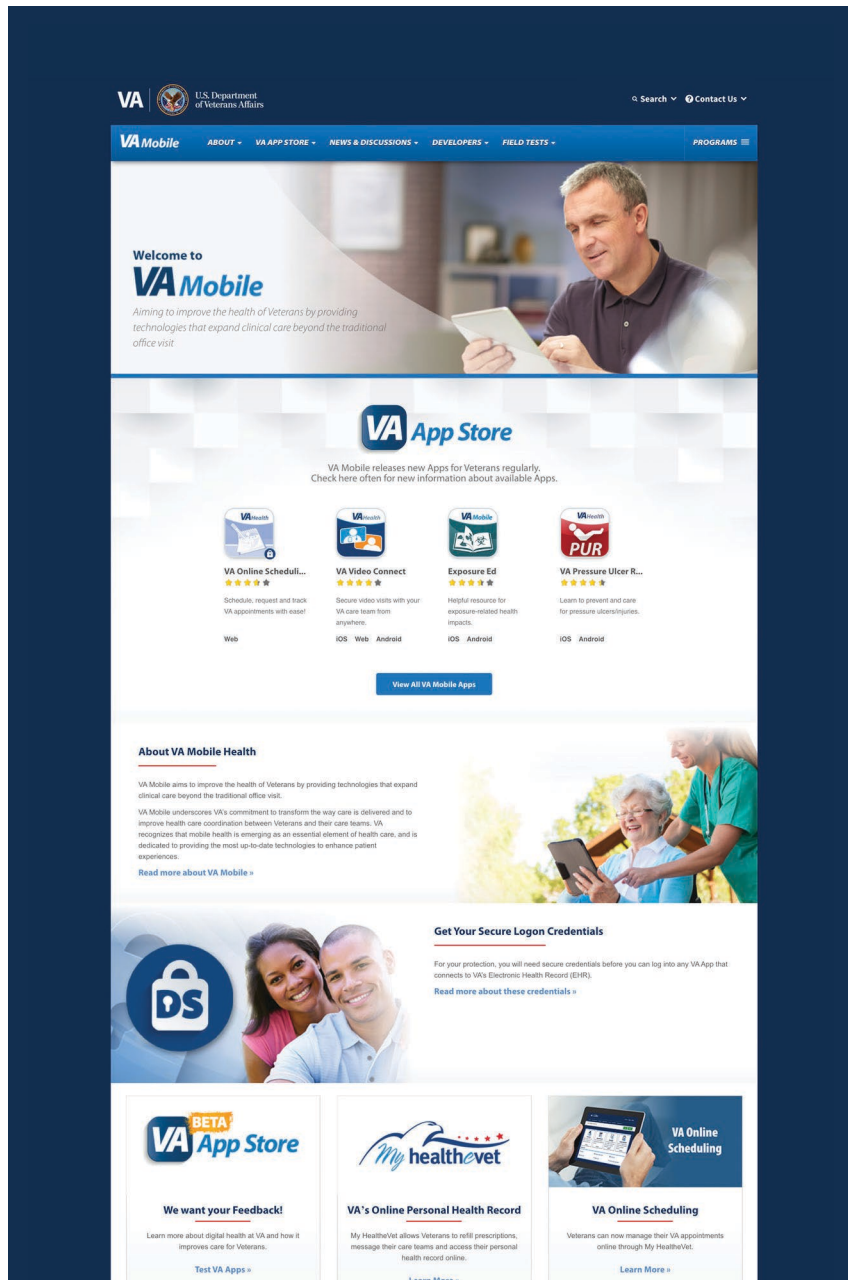 VA
U.S. Department
of Veterans Affairs
Search
Contact Us
VA Mobile
ABOUT
VA APP STORE
NEWS & DISCUSSIONS
DEVELOPERS
FIELD TESTS
PROGRAMS
Welcome to
VA Mobile
Aiming to improve the health of Veterans by providing
technologies that expand clinical care beyond the traditional
office visit
VA App Store
VA Mobile releases new Apps for Veterans regularly.
Check here often for new information about available Apps.
VA Health
VA Online Scheduli...
Schedule, request and track
VA appointments with ease!
Web
VA Health
VA Video Connect
Secure video visits with your
VA care team from
anywhere.
iOS Web Android
VA Mobile
Exposure Ed
Helpful resource for
exposure-related health
impacts.
iOS Android
VA Health
PUR
VA Pressure Ulcer R...
Learn to prevent and care
for pressure ulcers/injuries.
iOS Android
View All VA Mobile Apps
About VA Mobile Health
VA Mobile aims to improve the health of Veterans by providing technologies that expand
clinical care beyond the traditional office visit.
VA Mobile underscores VA's commitment to transform the way care is delivered and to
improve health care coordination between Veterans and their care teams. VA
recognizes that mobile health is emerging as an essential element of health care, and is
dedicated to providing the most up-to-date technologies to enhance patient
experiences.
Read more about VA Mobile »
DS
Get Your Secure Logon Credentials
For your protection, you will need secure credentials before you can log into any VA App that
connects to VA's Electronic Health Record (EHR).
Read more about these credentials »
BETA
VA App Store
We want your Feedback!
Learn more about digital health at VA and how it
improves care for Veterans.
Test VA Apps »
My healthevet
VA's Online Personal Health Record
My HealtheVet allows Veterans to refill prescriptions,
message their care teams and access their personal
health record online.
Learn More »
VA Online
Scheduling
VA Online Scheduling
Veterans can now manage their VA appointments
online through My HealtheVet.
Learn More »